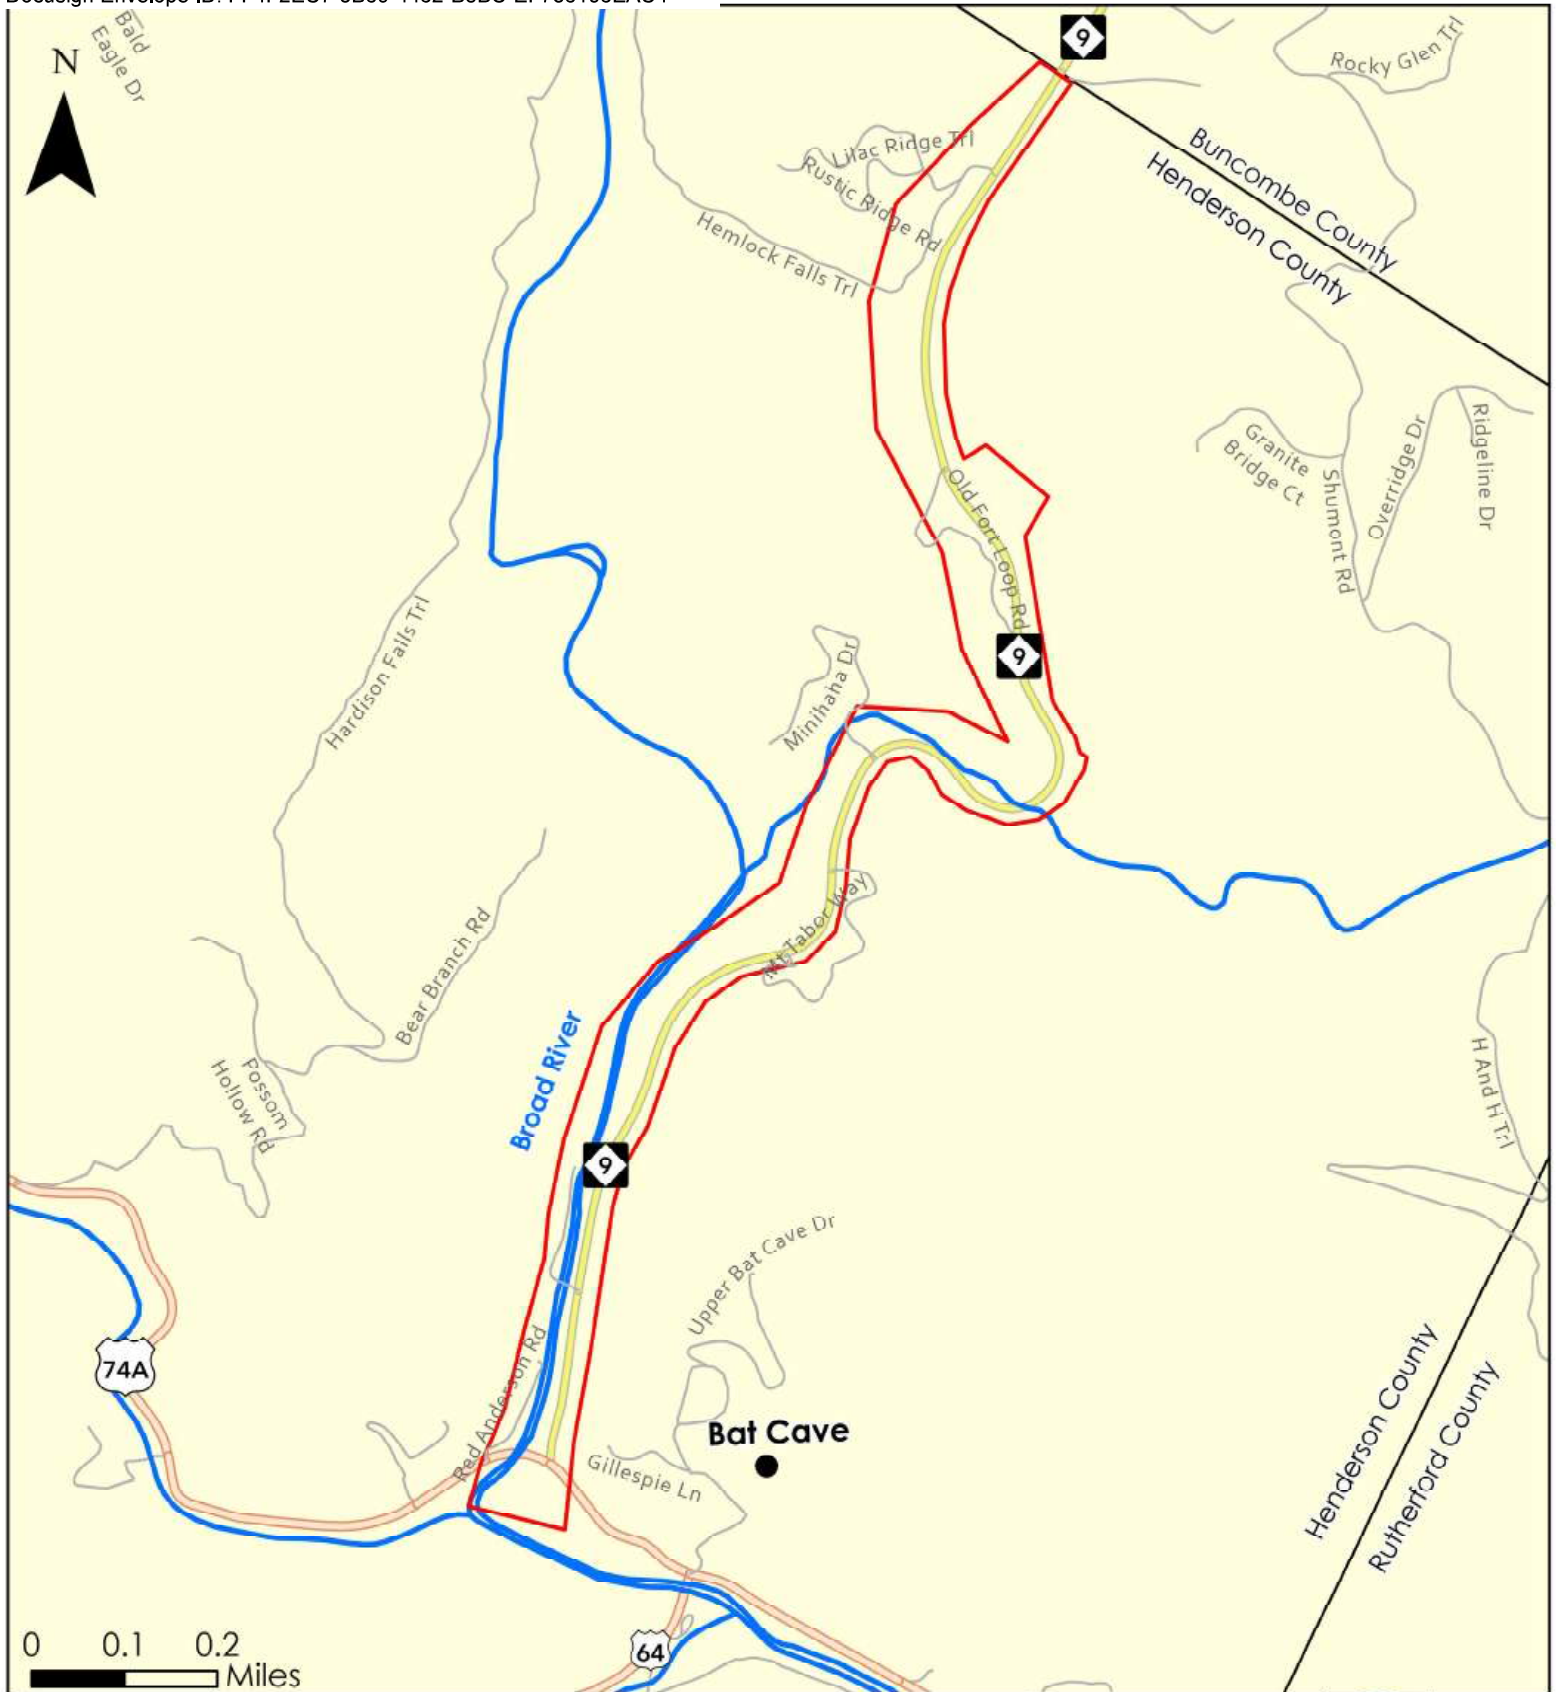 Bald
Eagle Dr
N
9
Rocky Glen Trl
Buncombe County
Henderson County
Lilac Ridge Trl
Rustic Ridge Rd
Hemlock Falls Trl
Granite
Bridge Ct
Shumont Rd
Overridge Dr
Ridgeline Dr
Old Fort Loop Rd
9
Hardison Falls Trl
Minihaha Dr
Mt Tabor Way
Bear Branch Rd
Possom
Hollow Rd
Broad River
9
H And H Trl
Upper Bat Cave Dr
74A
Red Anderson Rd
Bat Cave
Gillespie Ln
Henderson County
Rutherford County
64
0 0.1 0.2
Miles